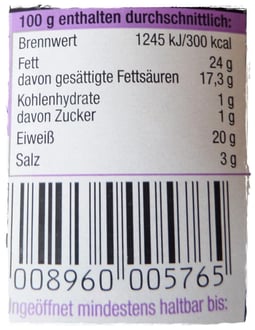 100 g enthalten durchschnittlich:
Brennwert 1245 kJ/300 kcal
Fett 24 g
davon gesättigte Fettsäuren 17,3 g
Kohlenhydrate 1 g
davon Zucker 1 g
Eiweiß 20 g
Salz 3 g
008960 005765
ngeöffnet mindestens haltbar bis: